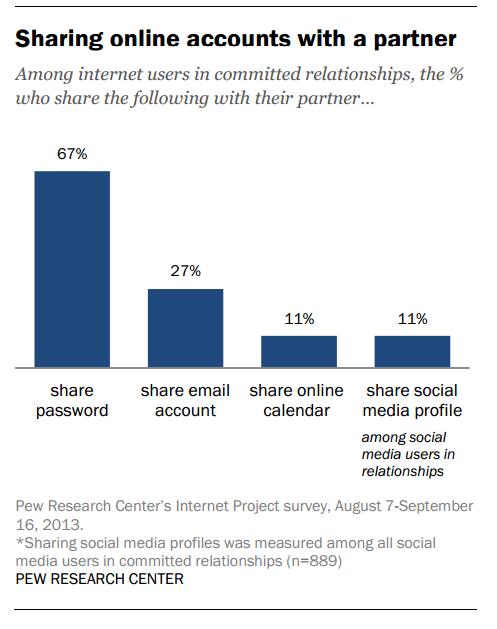 Sharing online accounts with a partner
Among internet users in committed relationships, the %
who share the following with their partner...
67%
27%
11%
11%
share
password
share email
account
share online
calendar
share social
media profile
among social
media users in
relationships
Pew Research Center's Internet Project survey, August 7-September
16, 2013.
*Sharing social media profiles was measured among all social
media users in committed relationships (n=889)
PEW RESEARCH CENTER